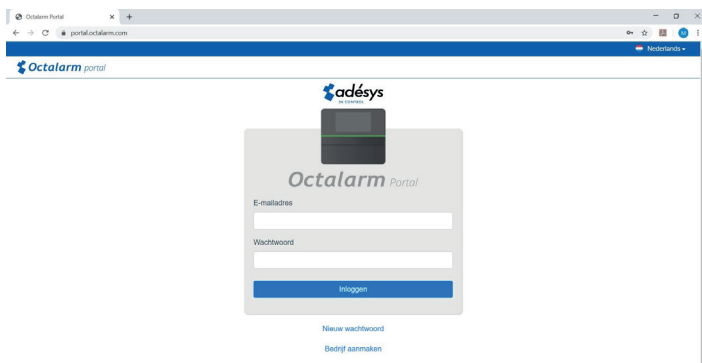 Octalarm Portal
portal.octalarm.com
M
Nederlands
Octalarm portal
adésys
IN CONTROL
Octalarm Portal
E-mailadres
Wachtwoord
Inloggen
Nieuw wachtwoord
Bedrijf aanmaken